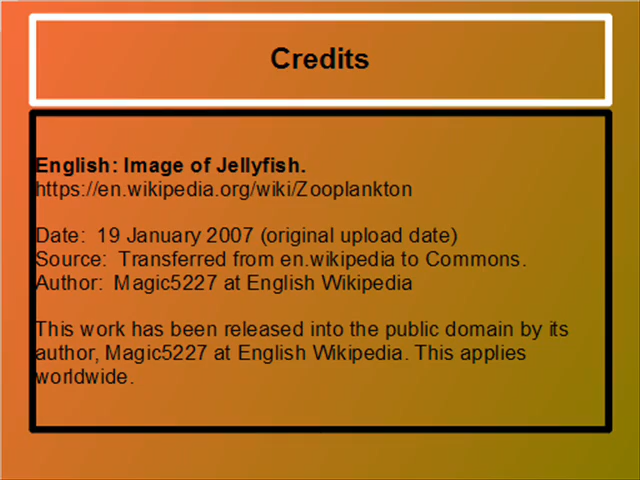 Credits
English: Image of Jellyfish.
https://en.wikipedia.org/wiki/Zooplankton
Date:  19 January 2007 (original upload date)
Source:  Transferred from en.wikipedia to Commons.
Author:  Magic5227 at English Wikipedia
This work has been released into the public domain by its
author, Magic5227 at English Wikipedia. This applies
worldwide.